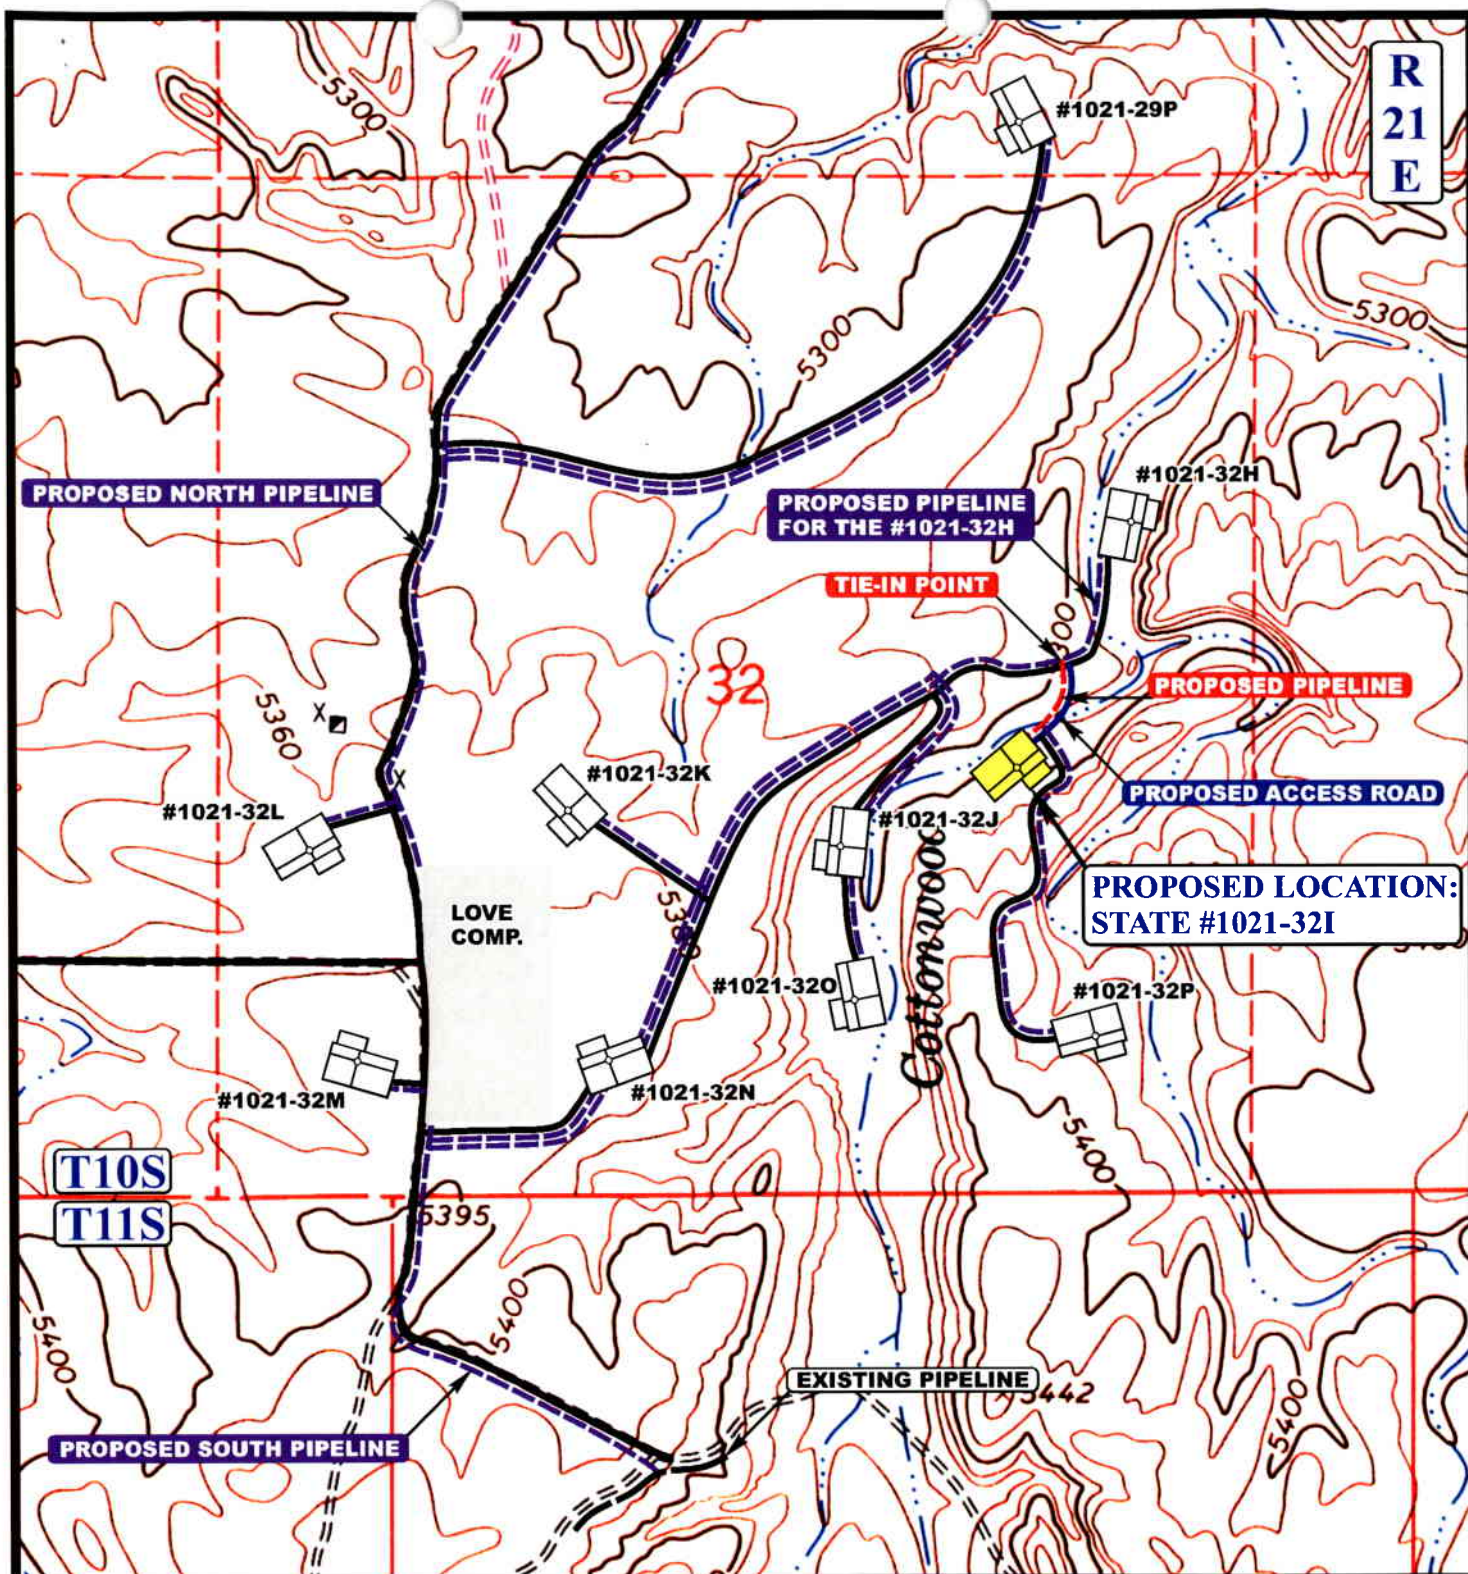 R
21
E
5300
#1021-29P
5300
5300
#1021-32H
PROPOSED NORTH PIPELINE
PROPOSED PIPELINE
FOR THE #1021-32H
TIE-IN POINT
32
PROPOSED PIPELINE
5360
X
X
#1021-32K
PROPOSED ACCESS ROAD
#1021-32L
#1021-32J
PROPOSED LOCATION:
STATE #1021-32I
LOVE
COMP.
Cottonwood
#1021-32O
#1021-32P
#1021-32M
#1021-32N
5400
T10S
T11S
5395
5400
5400
EXISTING PIPELINE
5442
5400
PROPOSED SOUTH PIPELINE